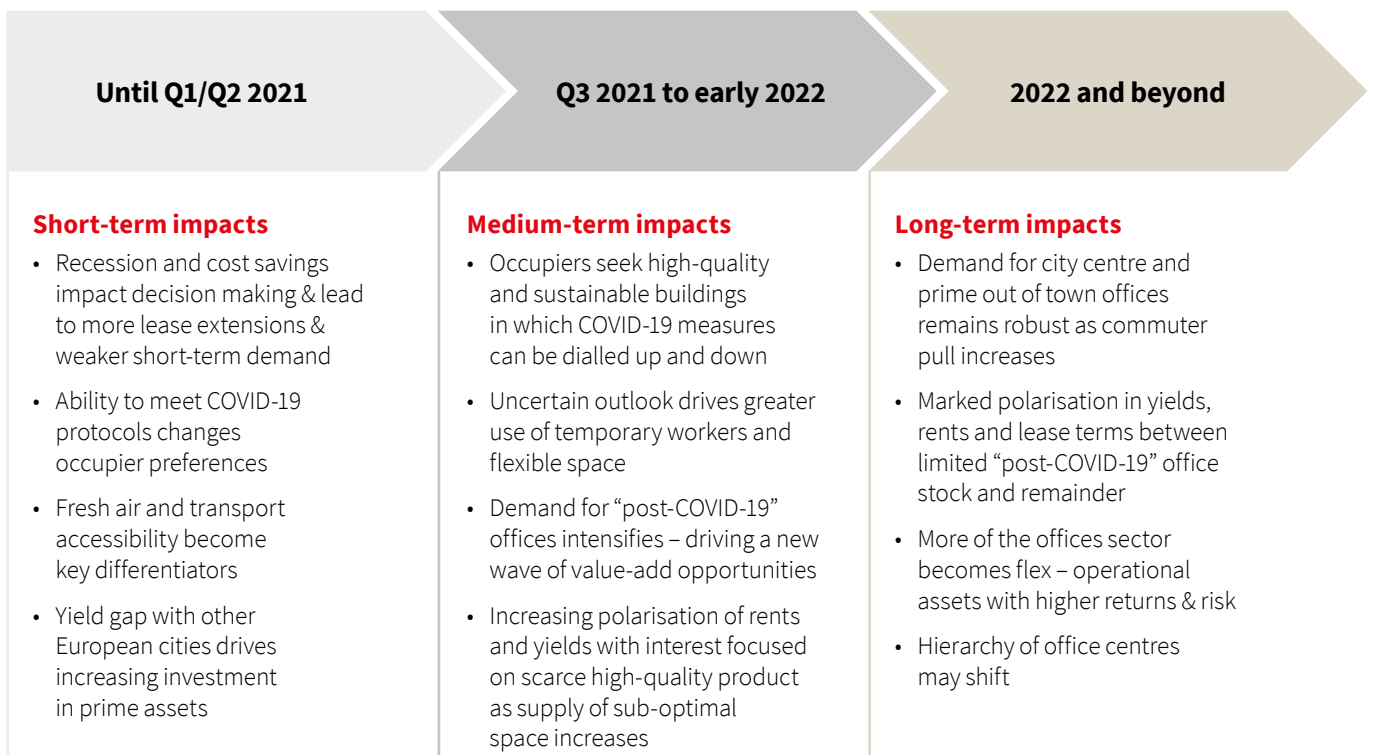 Until Q1/Q2 2021
Q3 2021 to early 2022
2022 and beyond
Short-term impacts
• Recession and cost savings
impact decision making & lead
to more lease extensions &
weaker short-term demand
• Ability to meet COVID-19
protocols changes
occupier preferences
• Fresh air and transport
accessibility become
key differentiators
• Yield gap with other
European cities drives
increasing investment
in prime assets
Medium-term impacts
• Occupiers seek high-quality
and sustainable buildings
in which COVID-19 measures
can be dialled up and down
• Uncertain outlook drives greater
use of temporary workers and
flexible space
• Demand for “post-COVID-19”
offices intensifies – driving a new
wave of value-add opportunities
• Increasing polarisation of rents
and yields with interest focused
on scarce high-quality product
as supply of sub-optimal
space increases
Long-term impacts
• Demand for city centre and
prime out of town offices
remains robust as commuter
pull increases
• Marked polarisation in yields,
rents and lease terms between
limited “post-COVID-19” office
stock and remainder
• More of the offices sector
becomes flex – operational
assets with higher returns & risk
• Hierarchy of office centres
may shift